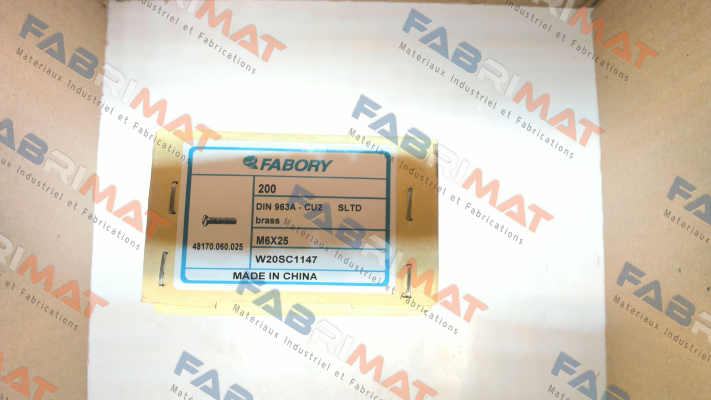 FABORY
200
DIN 963A - CU2 SLTD
brass
48170.060.025
M6X25
W20SC1147
MADE IN CHINA
FABRIMAT
Matériaux Industriel et Fabrications